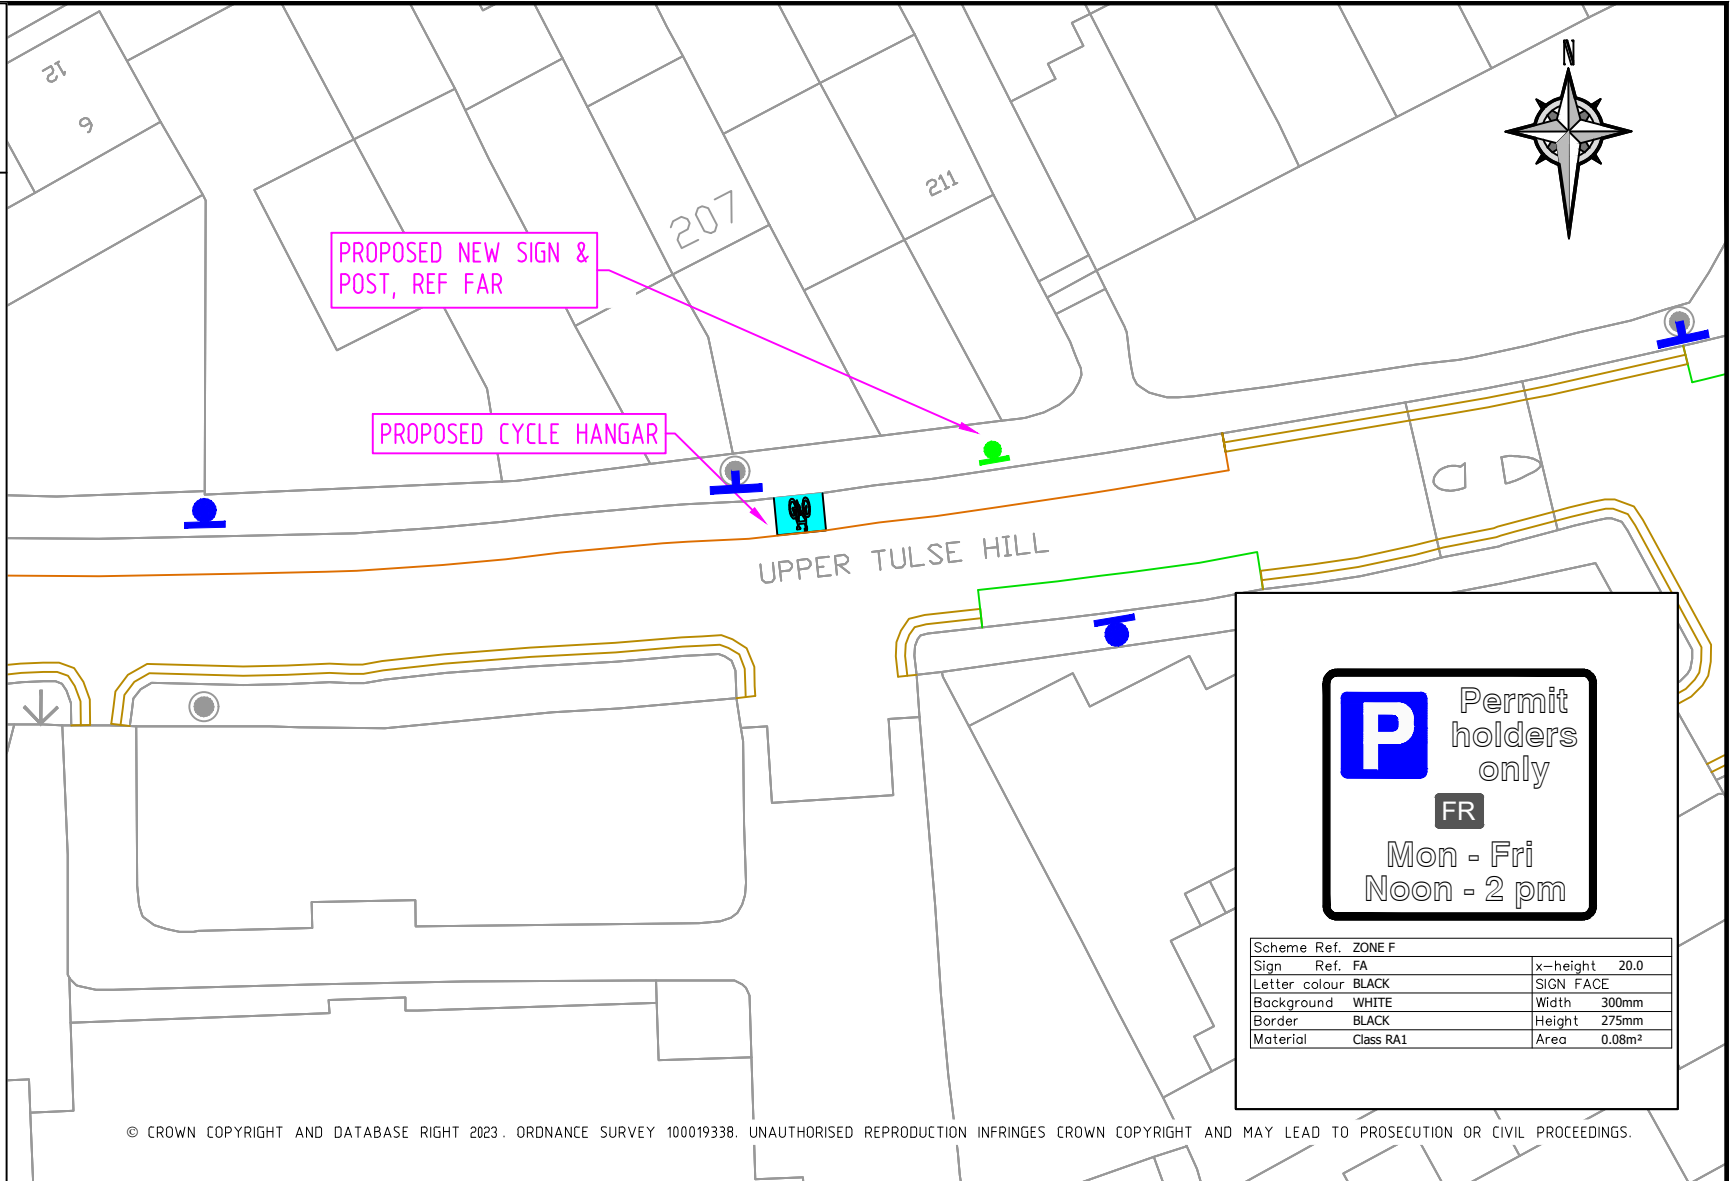 12
9
N
211
207
PROPOSED NEW SIGN &
POST, REF FAR
PROPOSED CYCLE HANGAR
UPPER TULSE HILL
P
Permit
holders
only
FR
Mon - Fri
Noon - 2 pm
Scheme Ref. ZONE F
Sign Ref. FA x-height 20.0
Letter colour BLACK SIGN FACE
Background WHITE Width 300mm
Border BLACK Height 275mm
Material Class RA1 Area 0.08m²
© CROWN COPYRIGHT AND DATABASE RIGHT 2023. ORDNANCE SURVEY 100019338. UNAUTHORISED REPRODUCTION INFRINGES CROWN COPYRIGHT AND MAY LEAD TO PROSECUTION OR CIVIL PROCEEDINGS.